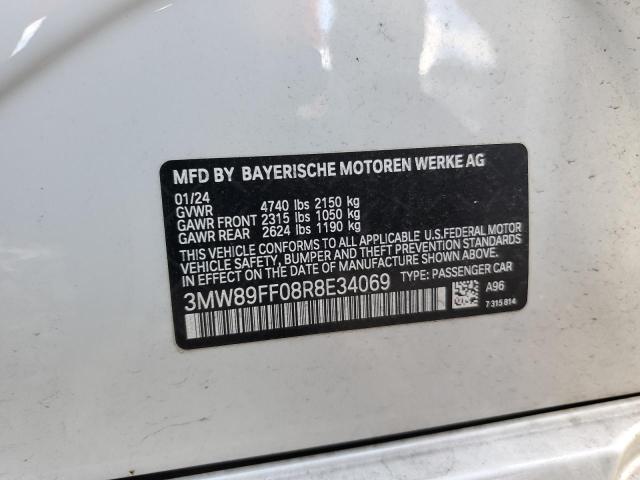 MFD BY BAYERISCHE MOTOREN WERKE AG
01/24
GVWR 4740 lbs 2150 kg
GAWR FRONT 2315 lbs 1050 kg
GAWR REAR 2624 lbs 1190 kg
THIS VEHICLE CONFORMS TO ALL APPLICABLE U.S.FEDERAL MOTOR
VEHICLE SAFETY, BUMPER AND THEFT PREVENTION STANDARDS
IN EFFECT ON THE DATE OF MANUFACTURE SHOWN ABOVE.
3MW89FF08R8E34069 TYPE: PASSENGER CAR
A96
7 315 814